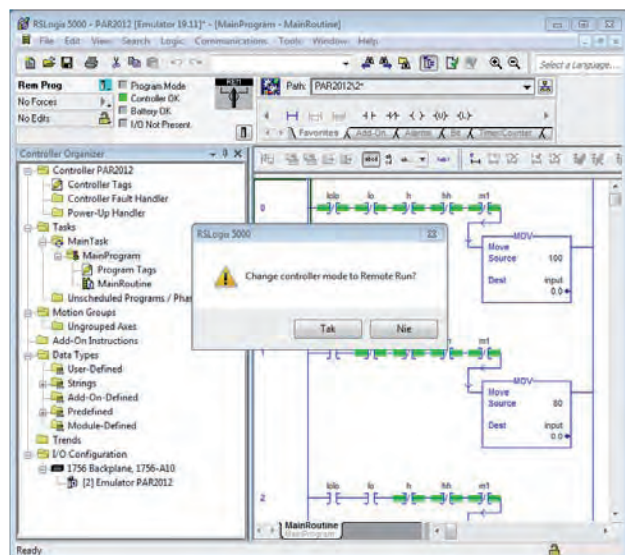 RSLogix 5000 - PAR2012 [Emulator 19.11]* - [MainProgram - MainRoutine]
File Edit View Search Logic Communications Tools Window Help
Select a Language...
Rem Prog
No Forces
No Edits
Program Mode
Controller OK
Battery OK
I/O Not Present
REM
Path: PAR2012\2*
Favorites Add-On Alarms Bit Timer/Counter
Controller Organizer
Controller PAR2012
Controller Tags
Controller Fault Handler
Power-Up Handler
Tasks
MainTask
MainProgram
Program Tags
MainRoutine
Unscheduled Programs / Phas
Motion Groups
Ungrouped Axes
Add-On Instructions
Data Types
User-Defined
Strings
Add-On-Defined
Predefined
Module-Defined
Trends
I/O Configuration
1756 Backplane, 1756-A10
[2] Emulator PAR2012
0
lolo lo h hh m1
MOV
Move
Source 100
Dest input
0.0
RSLogix 5000
Change controller mode to Remote Run?
Tak Nie
m1
MOV
Move
Source 80
Dest input
0.0
2
lolo lo h hh m1
MainRoutine
MainProgram
Ready